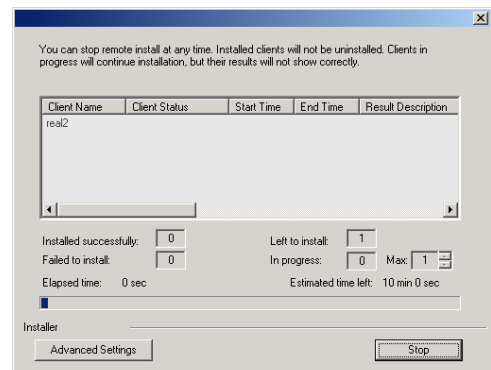 You can stop remote install at any time. Installed clients will not be uninstalled. Clients in
progress will continue installation, but their results will not show correctly.
Client Name Client Status Start Time End Time Result Description
real2
Installed successfully: 0 Left to install: 1
Failed to install: 0 In progress: 0 Max: 1
Elapsed time: 0 sec Estimated time left: 10 min 0 sec
Installer
Advanced Settings Stop